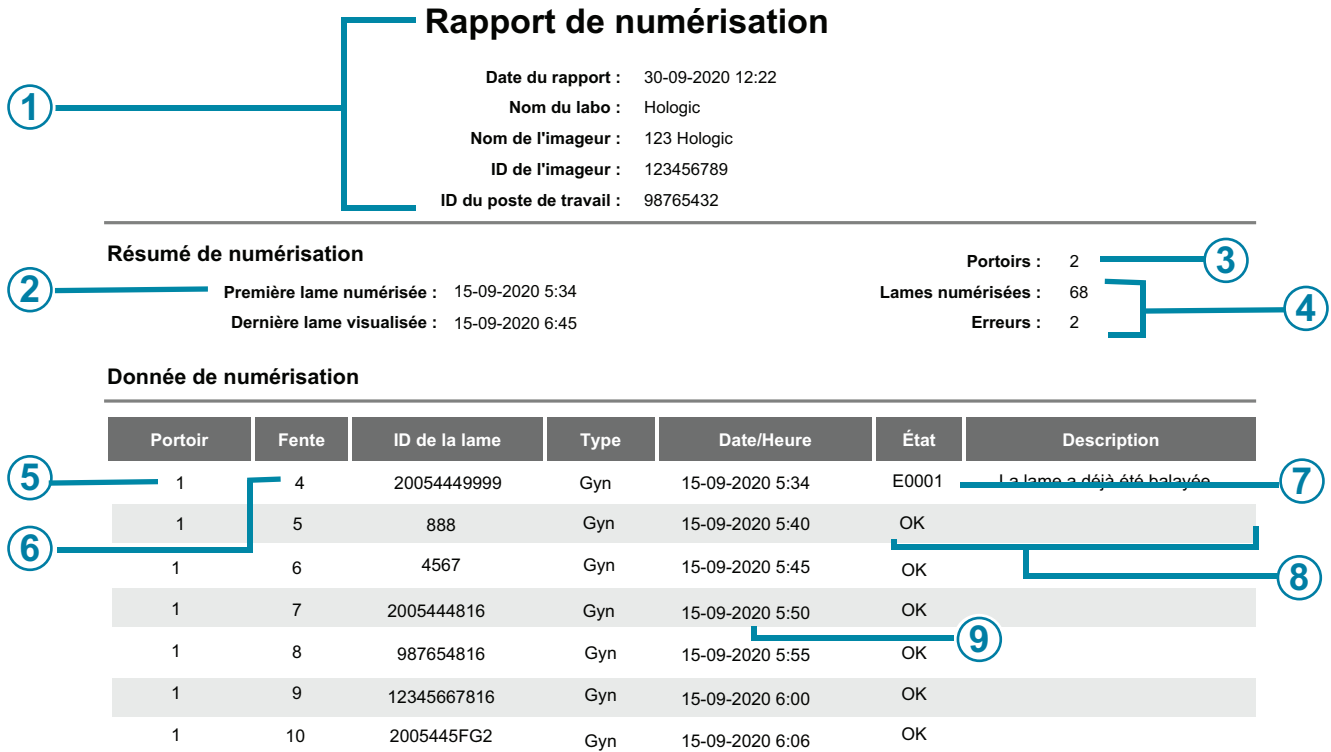 Rapport de numérisation
Date du rapport : 30-09-2020 12:22
Nom du labo : Hologic
Nom de l'imageur : 123 Hologic
ID de l'imageur : 123456789
ID du poste de travail : 98765432
1
Résumé de numérisation
Portoirs : 2
3
2
Première lame numérisée : 15-09-2020 5:34
Lames numérisées : 68
4
Dernière lame visualisée : 15-09-2020 6:45
Erreurs : 2
Donnée de numérisation
Portoir Fente ID de la lame Type Date/Heure État Description
5
1 4 20054449999 Gyn 15-09-2020 5:34 E0001 La lame a déjà été balayée
7
1 5 888 Gyn 15-09-2020 5:40 OK
6
1 6 4567 Gyn 15-09-2020 5:45 OK
8
1 7 2005444816 Gyn 15-09-2020 5:50 OK
9
1 8 987654816 Gyn 15-09-2020 5:55 OK
1 9 12345667816 Gyn 15-09-2020 6:00 OK
1 10 2005445FG2 Gyn 15-09-2020 6:06 OK